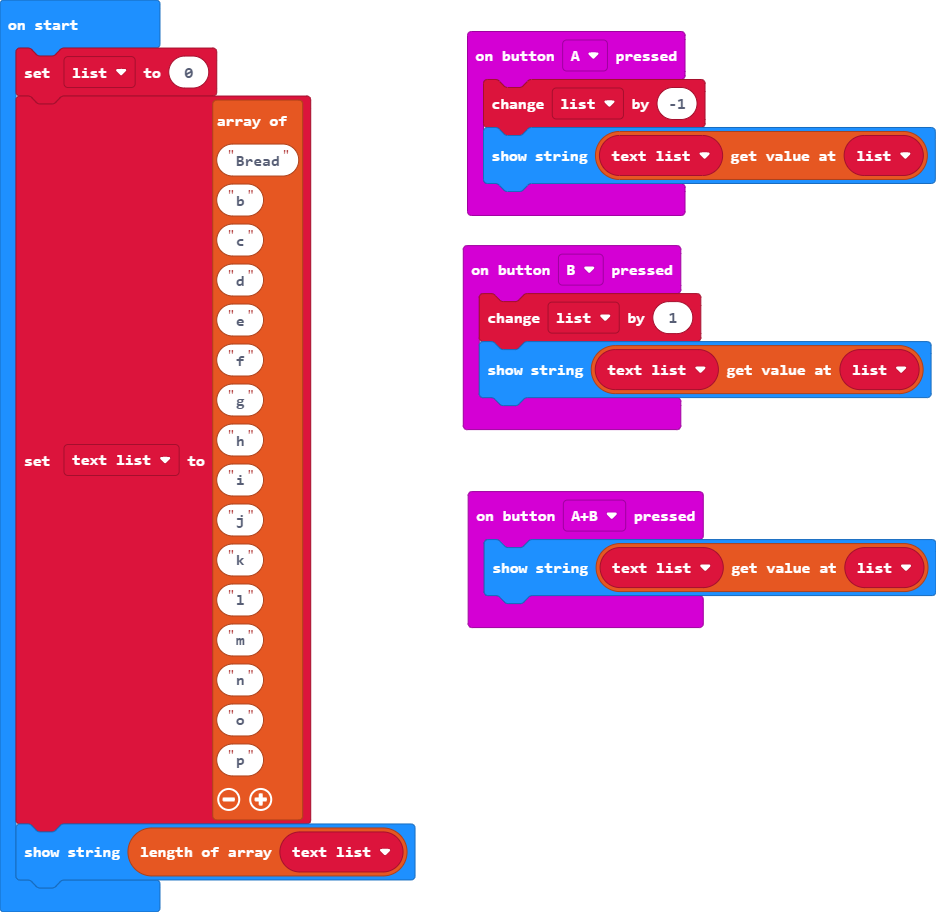 on start
set list to 0
set text list to
array of
"Bread"
"b"
"c"
"d"
"e"
"f"
"g"
"h"
"i"
"j"
"k"
"l"
"m"
"n"
"o"
"p"
show string length of array text list
on button A pressed
change list by -1
show string text list get value at list
on button B pressed
change list by 1
show string text list get value at list
on button A+B pressed
show string text list get value at list